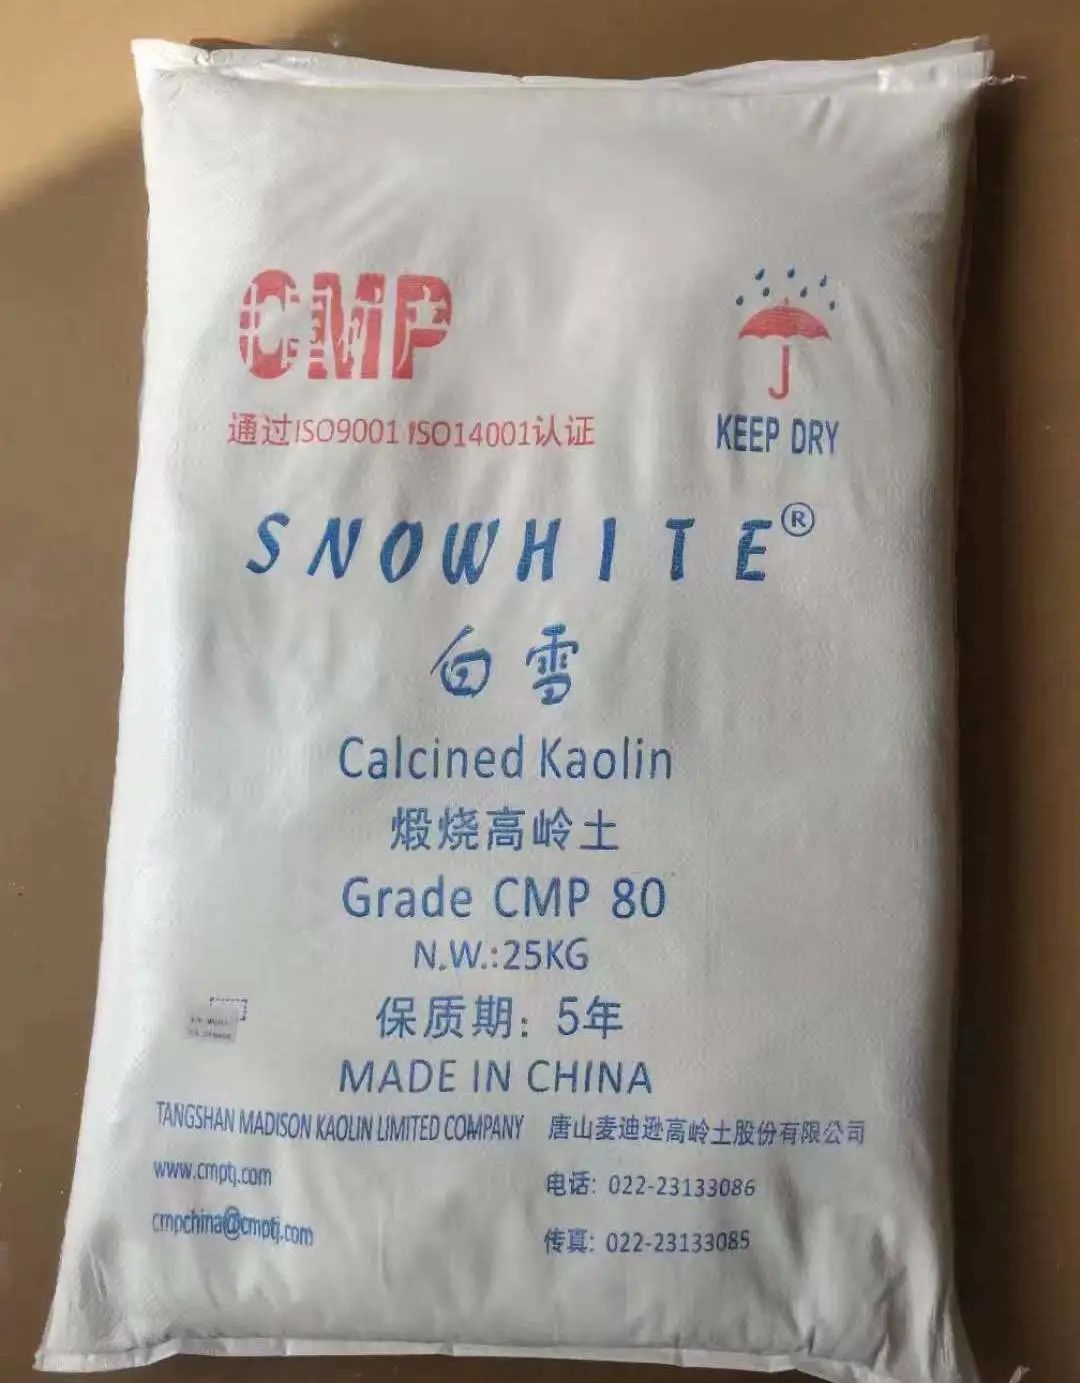 CMP
通过ISO9001 ISO14001认证
KEEP DRY
SNOWHITE®
白雪
Calcined Kaolin
煅烧高岭土
Grade CMP 80
N.W.:25KG
保质期：5年
MADE IN CHINA
TANGSHAN MADISON KAOLIN LIMITED COMPANY
唐山麦迪逊高岭土股份有限公司
www.cmptj.com
电话: 022-23133086
cmpchina@cmptj.com
传真: 022-23133085